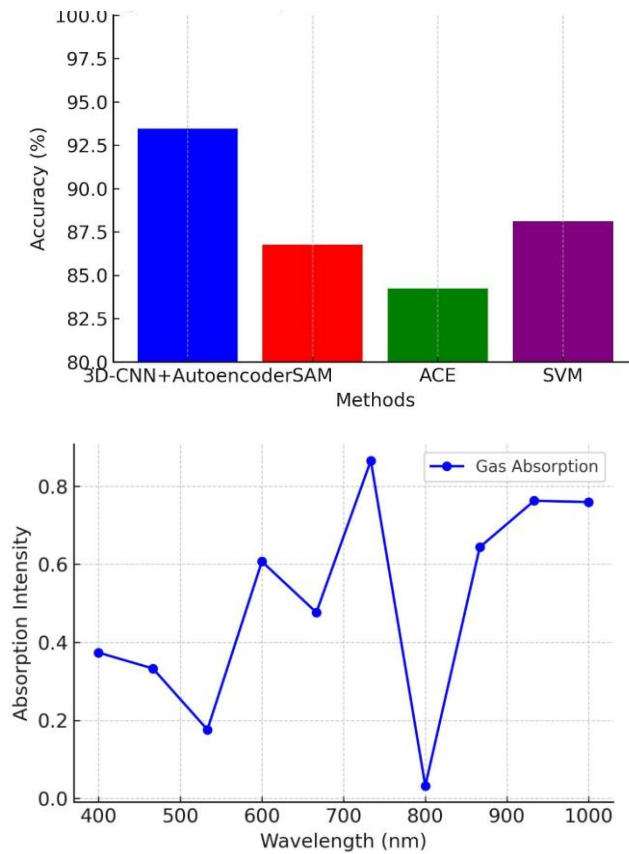 100.0
97.5
95.0
92.5
90.0
87.5
85.0
82.5
80.0
Accuracy (%)
3D-CNN+Autoencoder SAM ACE SVM
Methods
Gas Absorption
0.8
0.6
0.4
0.2
0.0
Absorption Intensity
400 500 600 700 800 900 1000
Wavelength (nm)